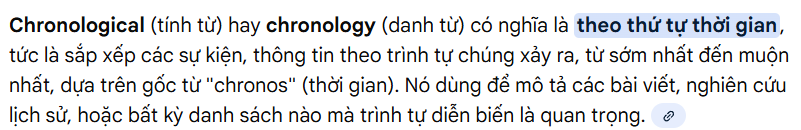 Chronological (tính từ) hay chronology (danh từ) có nghĩa là theo thứ tự thời gian,
tức là sắp xếp các sự kiện, thông tin theo trình tự chúng xảy ra, từ sớm nhất đến muộn
nhất, dựa trên gốc từ "chronos" (thời gian). Nó dùng để mô tả các bài viết, nghiên cứu
lịch sử, hoặc bất kỳ danh sách nào mà trình tự diễn biến là quan trọng.